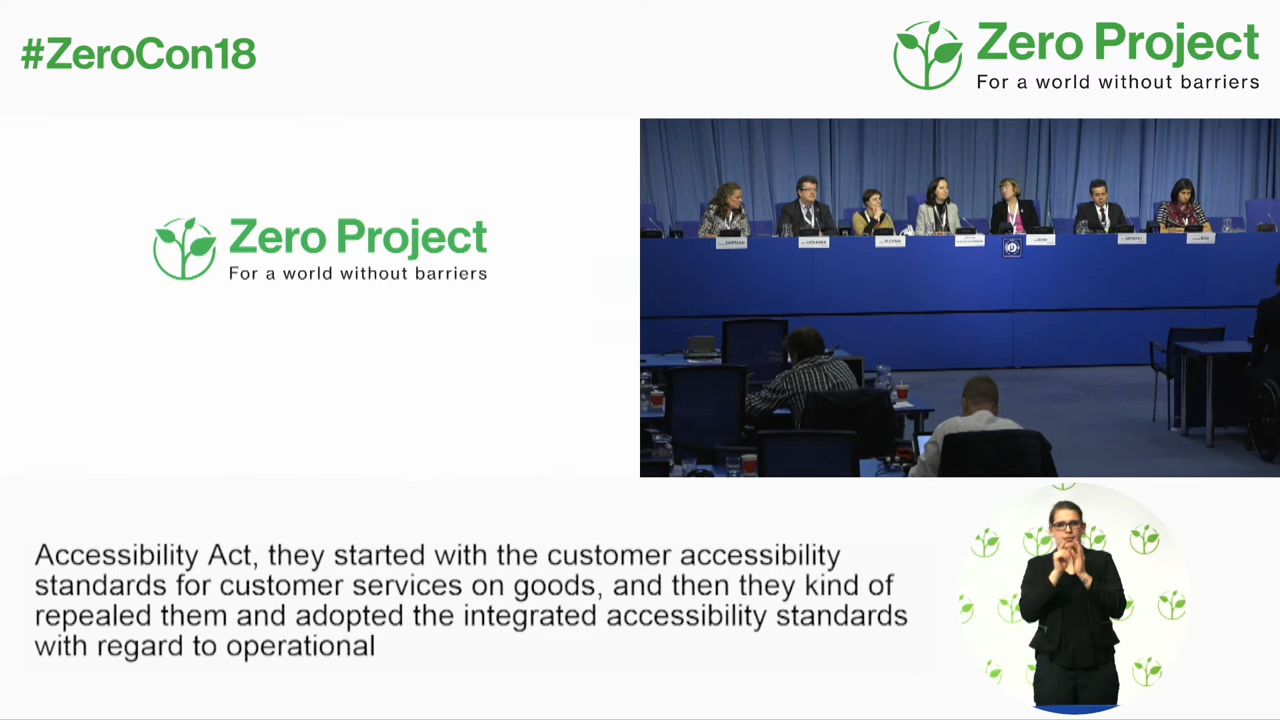 #ZeroCon18
Zero Project
For a world without barriers
Zero Project
For a world without barriers
Accessibility Act, they started with the customer accessibility
standards for customer services on goods, and then they kind of
repealed them and adopted the integrated accessibility standards
with regard to operational